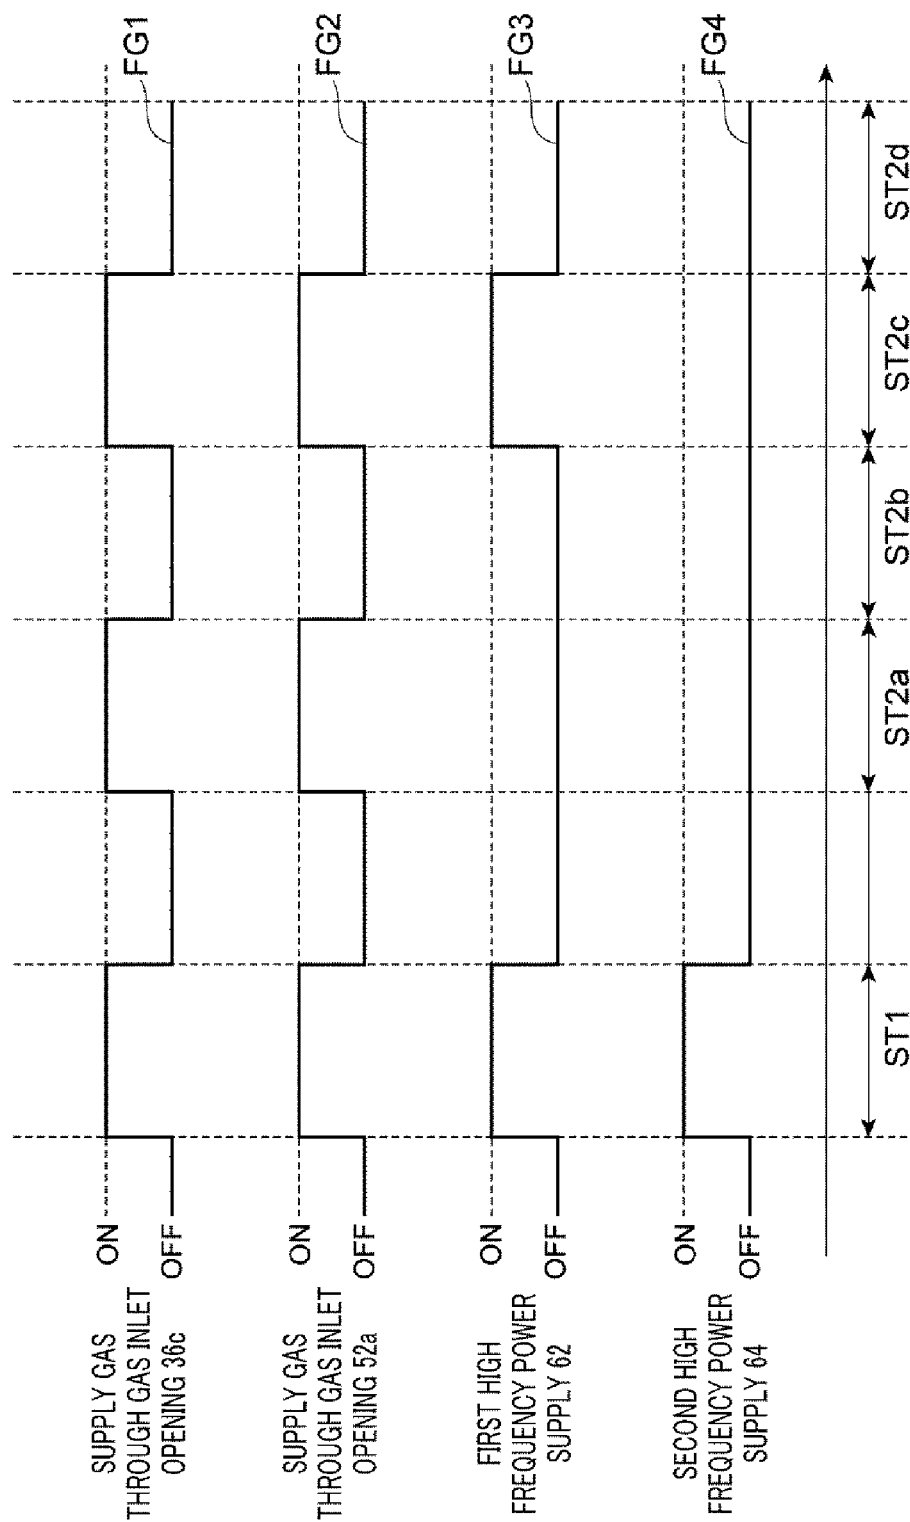 SUPPLY GAS
THROUGH GAS INLET
OPENING 36c
ON
OFF
FG1
SUPPLY GAS
THROUGH GAS INLET
OPENING 52a
ON
OFF
FG2
FIRST HIGH
FREQUENCY POWER
SUPPLY 62
ON
OFF
FG3
SECOND HIGH
FREQUENCY POWER
SUPPLY 64
ON
OFF
FG4
ST1
ST2a
ST2b
ST2c
ST2d